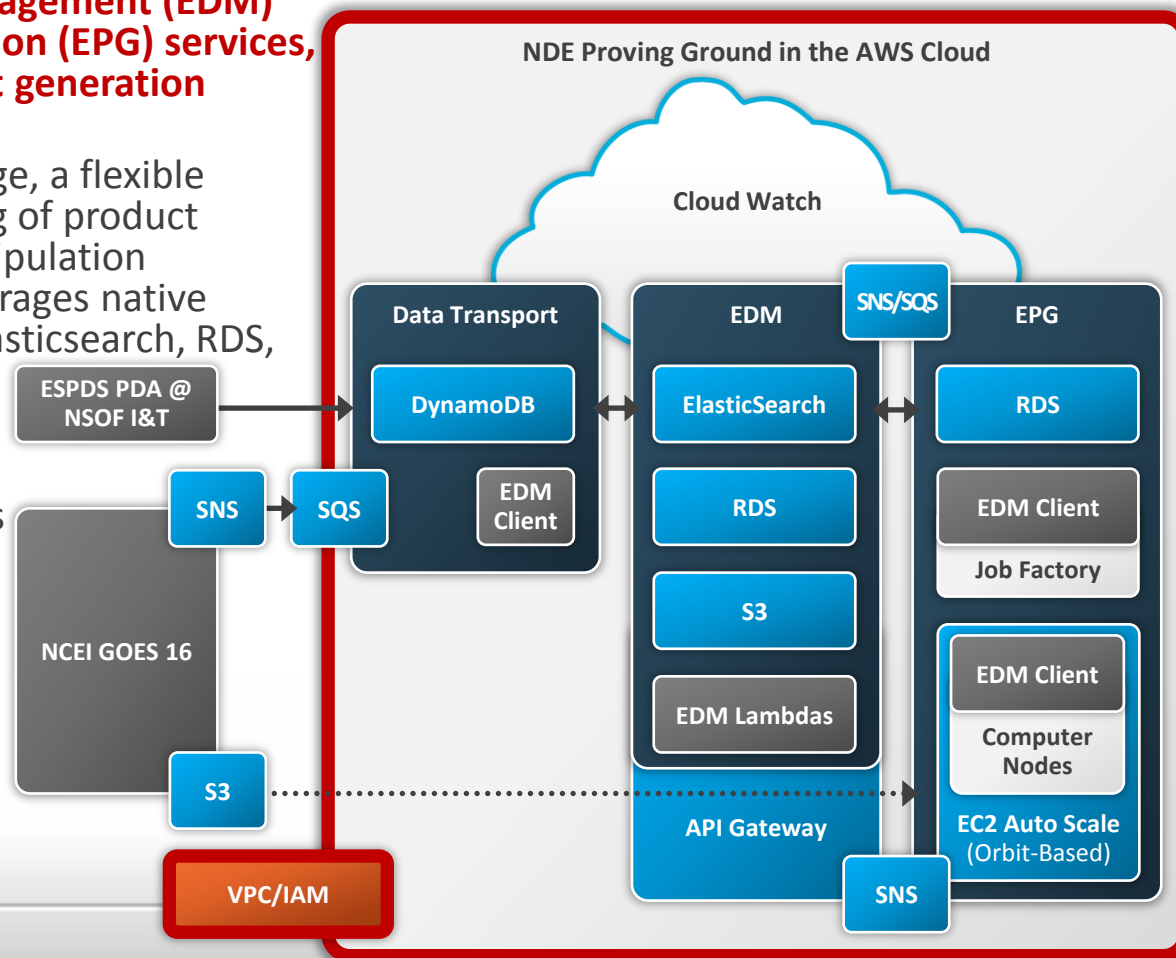 agement (EDM)
on (EPG) services,
t generation
ge, a flexible
g of product
ipulation
rages native
asticsearch, RDS,
s
NDE Proving Ground in the AWS Cloud
Cloud Watch
Data Transport
EDM
SNS/SQS
EPG
ESPDS PDA @
NSOF I&T
DynamoDB
ElasticSearch
RDS
SNS
SQS
EDM
Client
RDS
EDM Client
Job Factory
NCEI GOES 16
S3
EDM Client
EDM Lambdas
Computer
Nodes
S3
API Gateway
EC2 Auto Scale
(Orbit-Based)
VPC/IAM
SNS